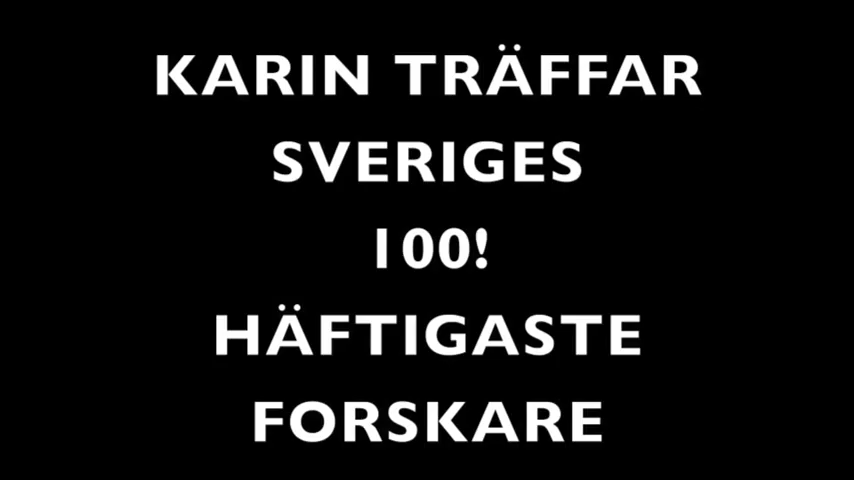 KARIN TRÄFFAR
SVERIGES
100!
HÄFTIGASTE
FORSKARE